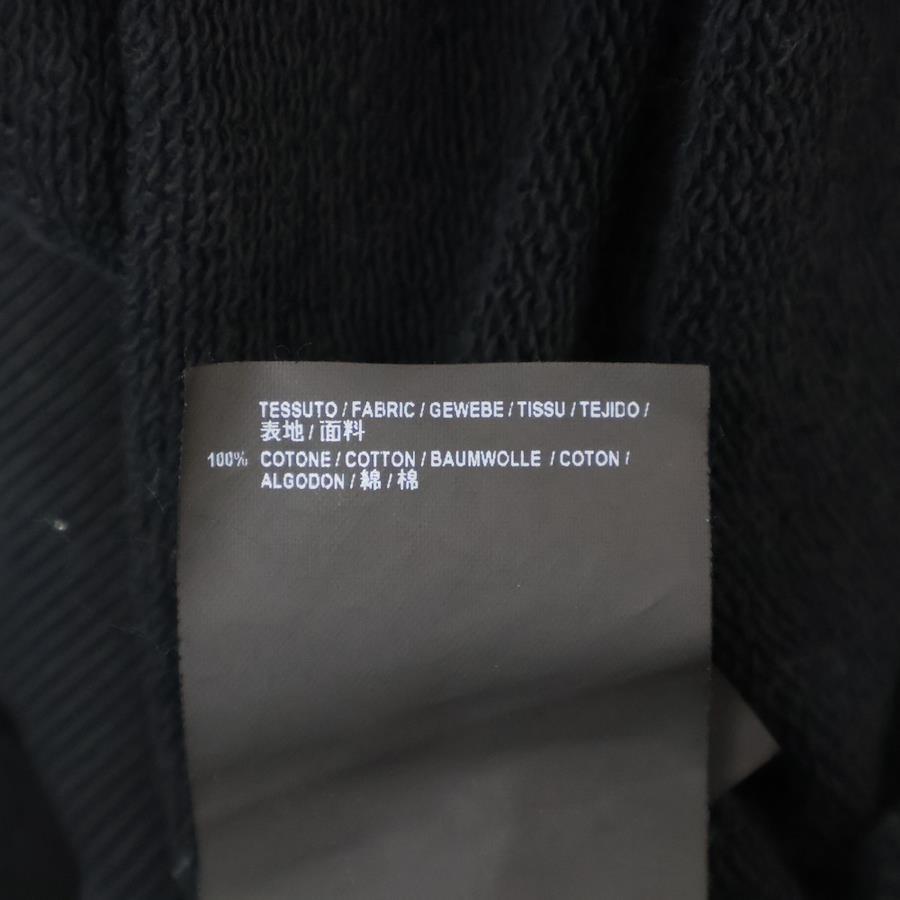 TESSUTO / FABRIC / GEWEBE / TISSU / TEJIDO /
表地 / 面料
100% COTONE / COTTON / BAUMWOLLE / COTON /
ALGODON / 綿 / 棉